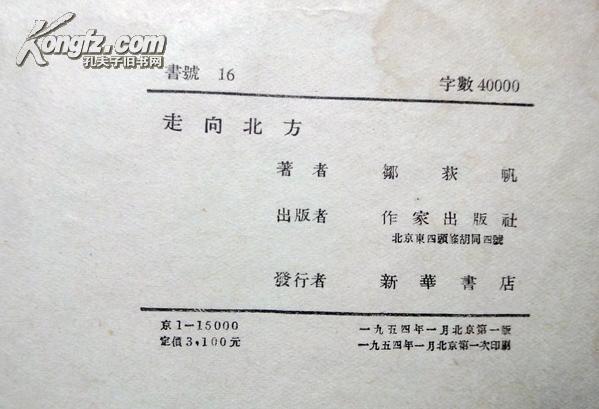 Kongfz.com
孔夫子旧书网
書號 16 字數 40000
走向北方
著者 鄒荻帆
出版者 作家出版社
北京東四頭條胡同四號
發行者 新華書店
京 1—15000 一九五四年一月北京第一版
定價 3,100 元 一九五四年一月北京第一次印刷